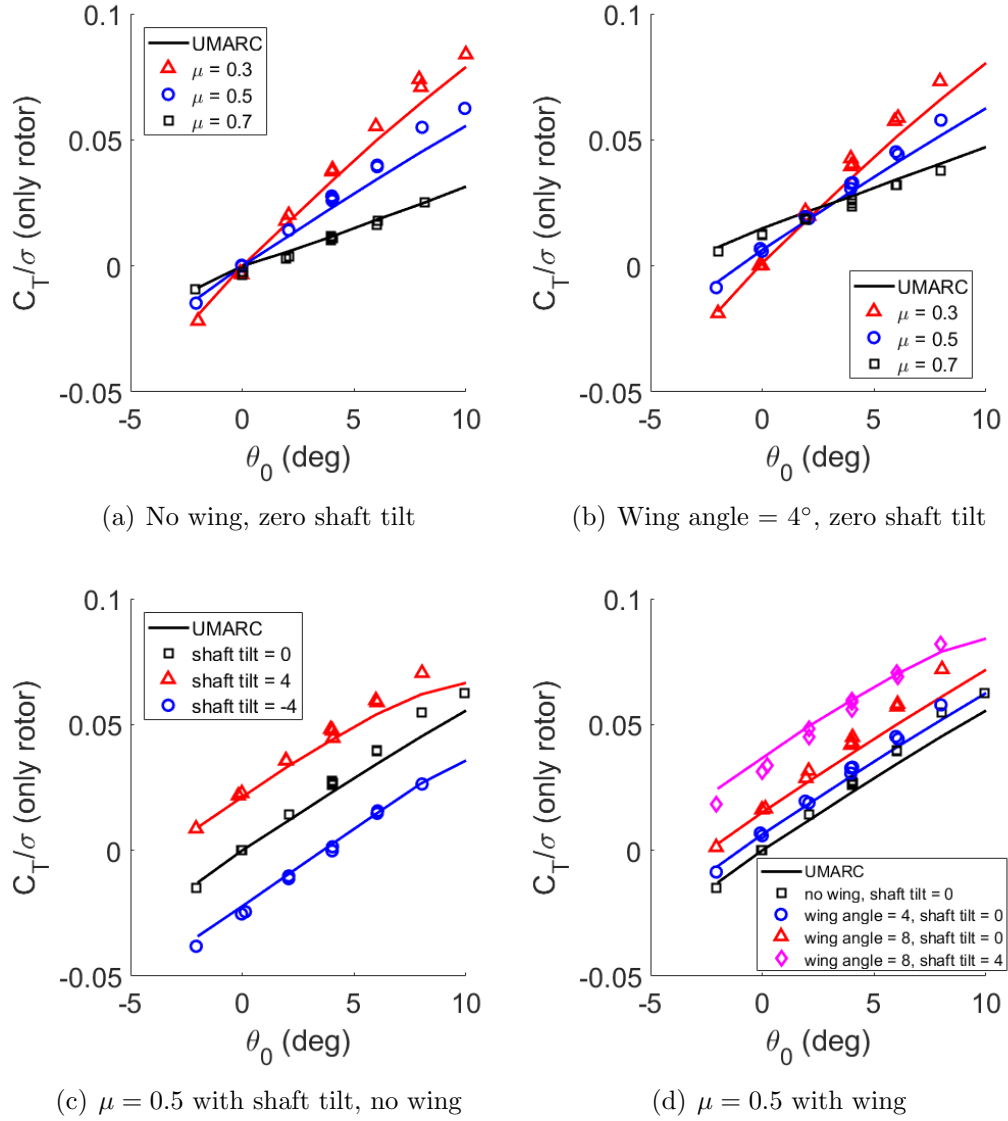 0.1
0.05
0
-0.05
-5 0 5 10
C_T/σ (only rotor)
θ_0 (deg)
UMARC
μ = 0.3
μ = 0.5
μ = 0.7
(a) No wing, zero shaft tilt
0.1
0.05
0
-0.05
-5 0 5 10
C_T/σ (only rotor)
θ_0 (deg)
UMARC
μ = 0.3
μ = 0.5
μ = 0.7
(b) Wing angle = 4°, zero shaft tilt
0.1
0.05
0
-0.05
-5 0 5 10
C_T/σ (only rotor)
θ_0 (deg)
UMARC
shaft tilt = 0
shaft tilt = 4
shaft tilt = -4
(c) μ = 0.5 with shaft tilt, no wing
0.1
0.05
0
-0.05
-5 0 5 10
C_T/σ (only rotor)
θ_0 (deg)
UMARC
no wing, shaft tilt = 0
wing angle = 4, shaft tilt = 0
wing angle = 8, shaft tilt = 0
wing angle = 8, shaft tilt = 4
(d) μ = 0.5 with wing